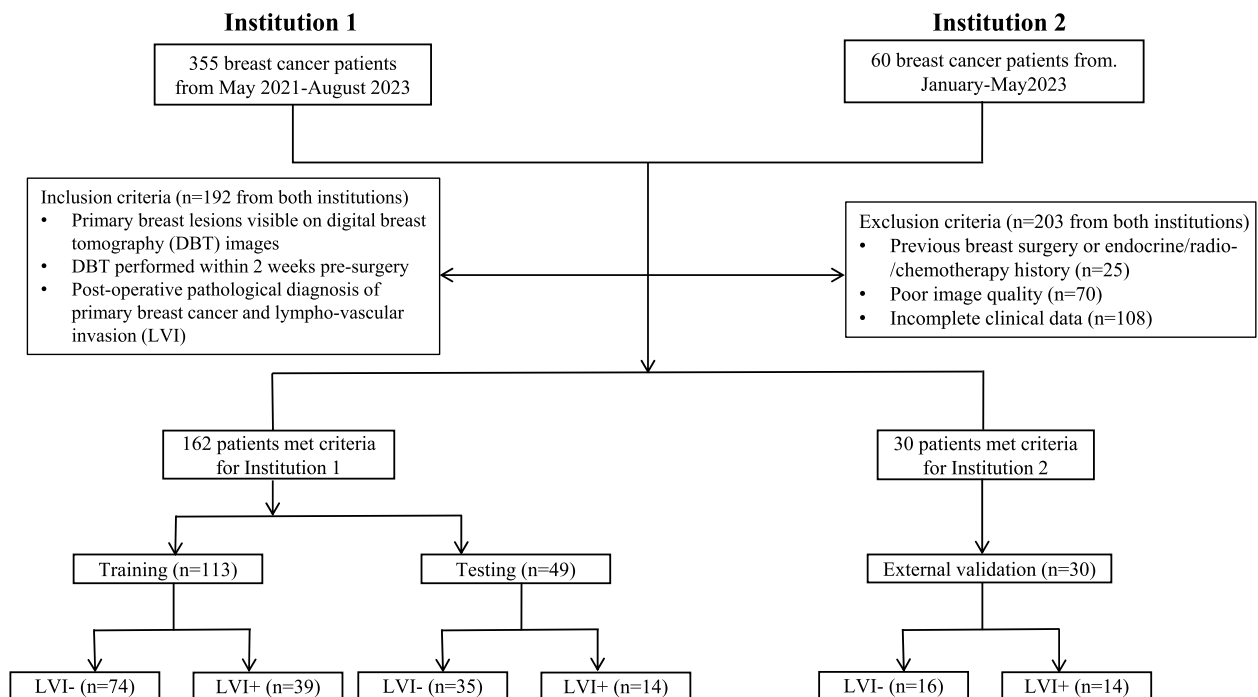 Institution 1
Institution 2
355 breast cancer patients
from May 2021-August 2023
60 breast cancer patients from.
January-May2023
Inclusion criteria (n=192 from both institutions)
• Primary breast lesions visible on digital breast
tomography (DBT) images
• DBT performed within 2 weeks pre-surgery
• Post-operative pathological diagnosis of
primary breast cancer and lympho-vascular
invasion (LVI)
Exclusion criteria (n=203 from both institutions)
• Previous breast surgery or endocrine/radio-
/chemotherapy history (n=25)
• Poor image quality (n=70)
• Incomplete clinical data (n=108)
162 patients met criteria
for Institution 1
30 patients met criteria
for Institution 2
Training (n=113)
Testing (n=49)
External validation (n=30)
LVI- (n=74)
LVI+ (n=39)
LVI- (n=35)
LVI+ (n=14)
LVI- (n=16)
LVI+ (n=14)